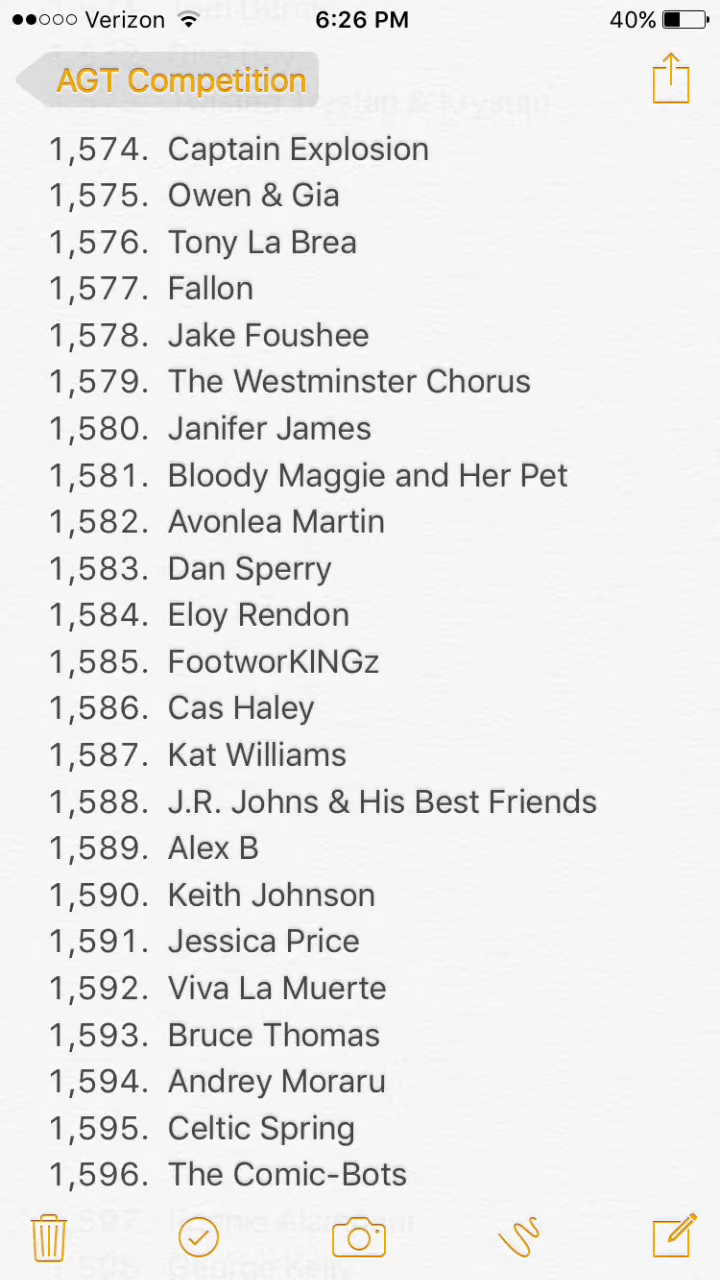 Verizon 6:26 PM 40%
AGT Competition
1,574. Captain Explosion
1,575. Owen & Gia
1,576. Tony La Brea
1,577. Fallon
1,578. Jake Foushee
1,579. The Westminster Chorus
1,580. Janifer James
1,581. Bloody Maggie and Her Pet
1,582. Avonlea Martin
1,583. Dan Sperry
1,584. Eloy Rendon
1,585. FootworKINGz
1,586. Cas Haley
1,587. Kat Williams
1,588. J.R. Johns & His Best Friends
1,589. Alex B
1,590. Keith Johnson
1,591. Jessica Price
1,592. Viva La Muerte
1,593. Bruce Thomas
1,594. Andrey Moraru
1,595. Celtic Spring
1,596. The Comic-Bots
George Kelly